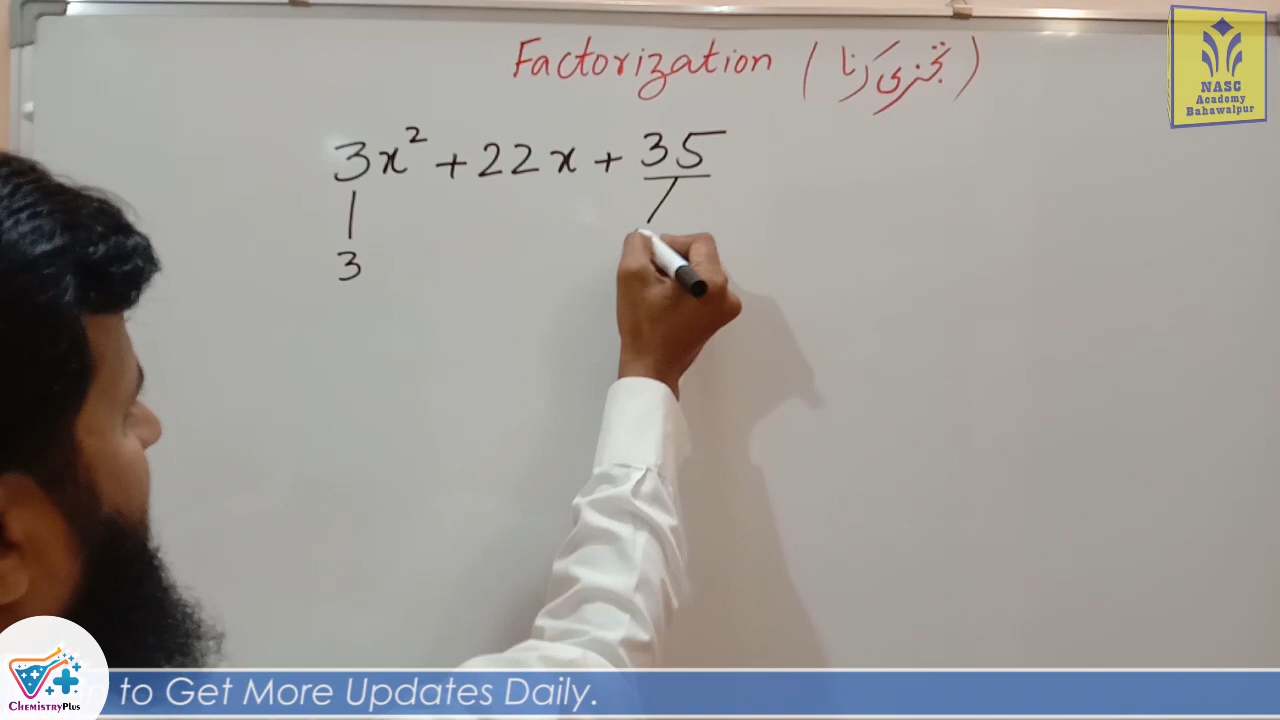 Factorization (تجزی کرنا)
NASC
Academy
Bahawalpur
3x² + 22x + 35
3
to Get More Updates Daily.
ChemistryPlus